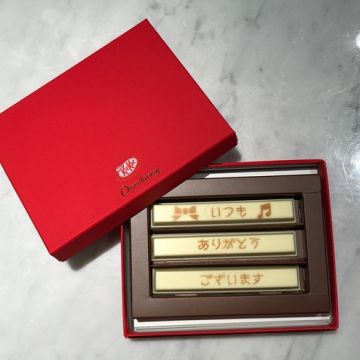 KitKat
Chocolatory
いつも ♫
ありがとう
ございます